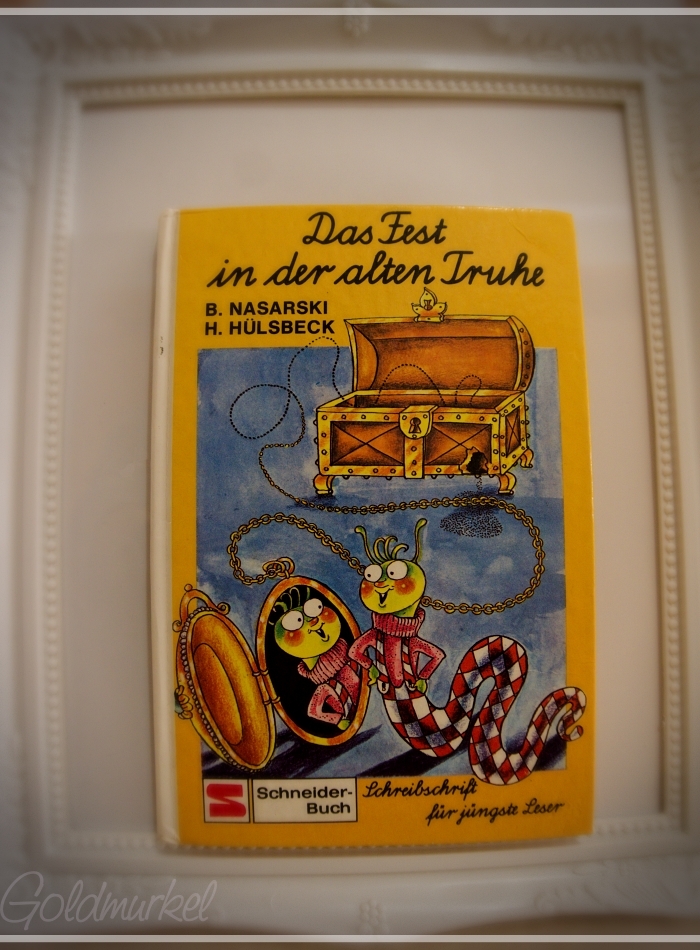 Das Fest
in der alten Truhe
B. NASARSKI
H. HÜLSBECK
Schneider-
Buch
Schreibschrift
für jüngste Leser
Goldmurkel